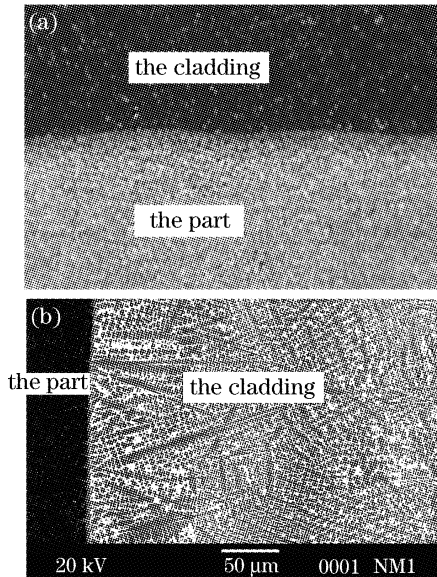 (a)
the cladding
the part
(b)
the part
the cladding
20 kV 50 μm 0001 NM1